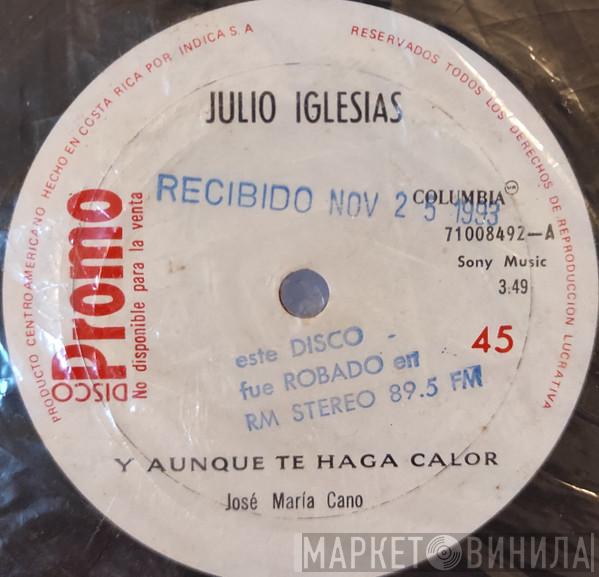 PRODUCTO CENTROAMERICANO HECHO EN COSTA RICA POR INDICA S.A
RESERVADOS TODOS LOS DERECHOS DE REPRODUCCION LUCRATIVA
JULIO IGLESIAS
DISCO Promo
No disponible para la venta
RECIBIDO NOV 25 1993
COLUMBIA
71008492-A
Sony Music
3.49
45
este DISCO -
fue ROBADO en
RM STEREO 89.5 FM
Y AUNQUE TE HAGA CALOR
José María Cano
МАРКЕТ ВИНИЛА